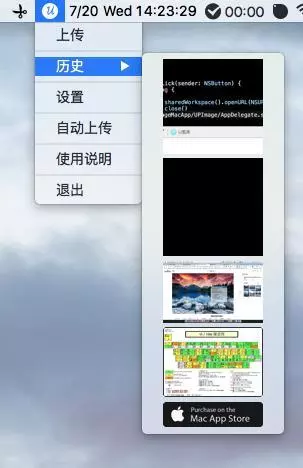 7/20 Wed 14:23:29 00:00
上传
历史
设置
自动上传
使用说明
退出
lick(sender: NSButton) {
sharedWorkspace().openURL(NSUR
close()
ageMacApp/UPImage/AppDelegate.s
Purchase on the
Mac App Store